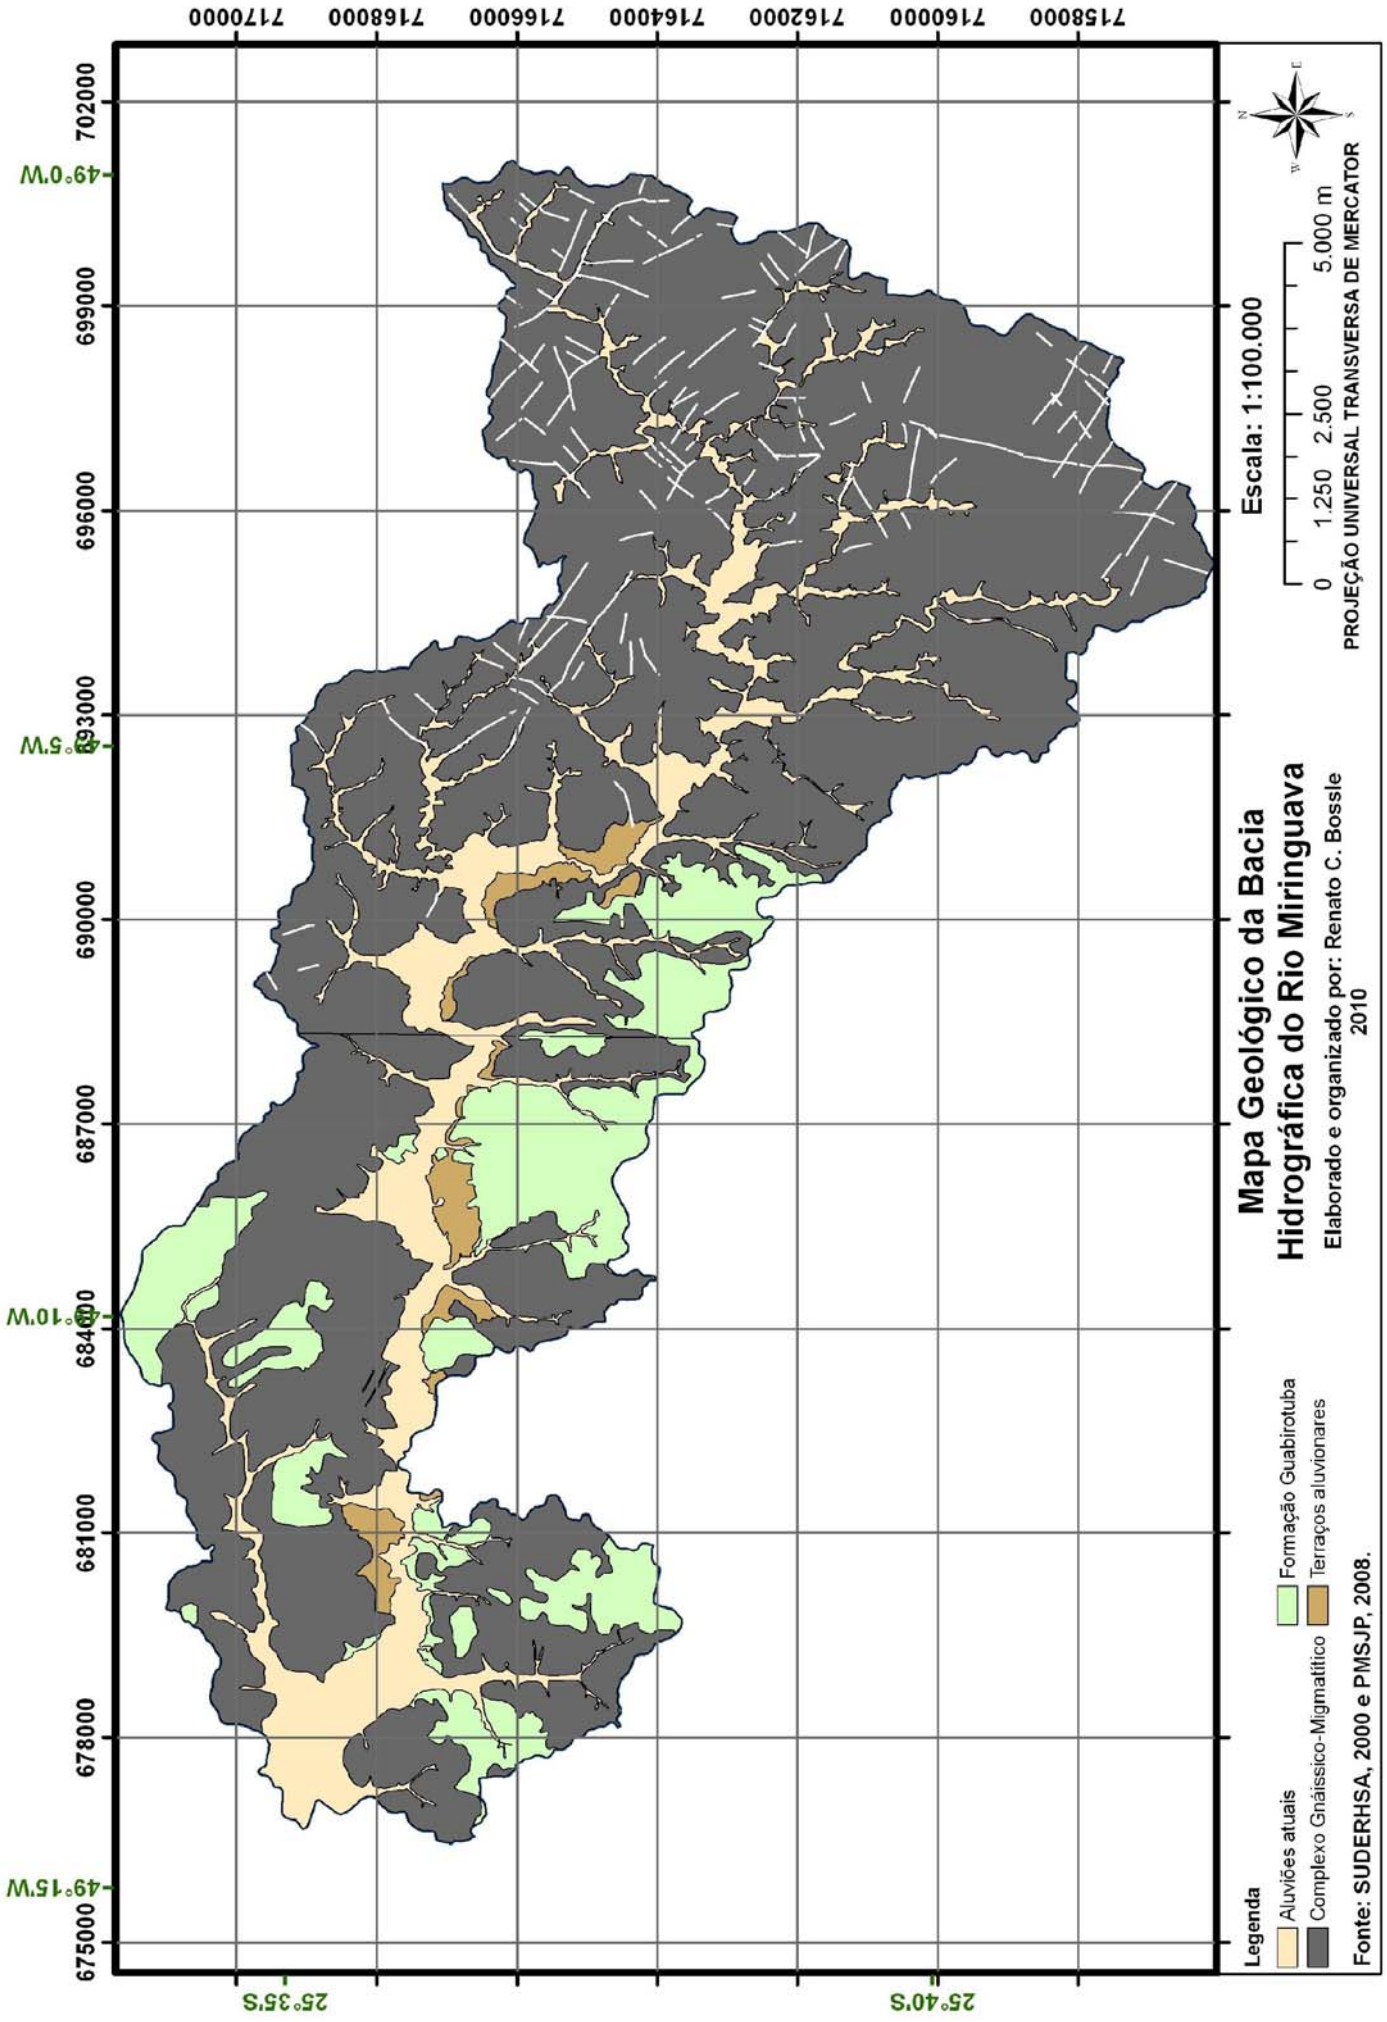 675000 678000 681000 684000 687000 690000 693000 696000 699000 702000
49°15'W 49°10'W 49°5'W 49°0'W
25°35'S
25°40'S
7170000
7168000
7166000
7164000
7162000
7160000
7158000
Legenda
Aluviões atuais
Complexo Gnáissico-Migmatítico
Formação Guabirotuba
Terraços aluvionares
Fonte: SUDERHSA, 2000 e PMSJP, 2008.
Mapa Geológico da Bacia
Hidrográfica do Rio Miringuava
Elaborado e organizado por: Renato C. Bossle
2010
Escala: 1:100.000
0 1.250 2.500 5.000 m
PROJEÇÃO UNIVERSAL TRANSVERSA DE MERCATOR
N
W
E
S